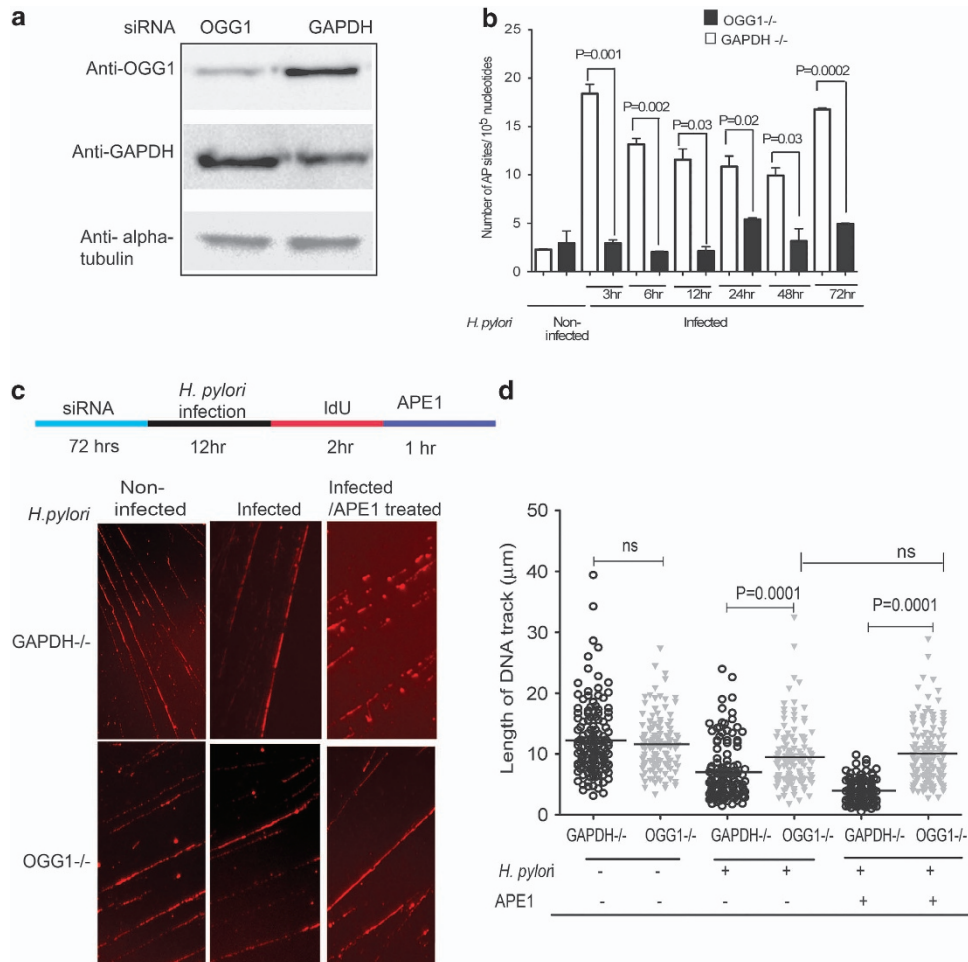 a
siRNA OGG1 GAPDH
Anti-OGG1
Anti-GAPDH
Anti- alpha-
tubulin
b
OGG1-/-
GAPDH -/-
Number of AP sites/ 10⁵ nucleotides
25
20
15
10
5
0
P=0.001
P=0.002
P=0.03
P=0.02
P=0.03
P=0.0002
3hr 6hr 12hr 24hr 48hr 72hr
H. pylori Non-
infected
Infected
c
siRNA H. pylori
infection IdU APE1
72 hrs 12hr 2hr 1 hr
H.pylori Non-
infected Infected Infected
/APE1 treated
GAPDH-/-
OGG1-/-
d
Length of DNA track (μm)
50
40
30
20
10
0
ns
P=0.0001
ns
P=0.0001
GAPDH-/- OGG1-/- GAPDH-/- OGG1-/- GAPDH-/- OGG1-/-
H. pylori - - + + + +
APE1 - - - - + +